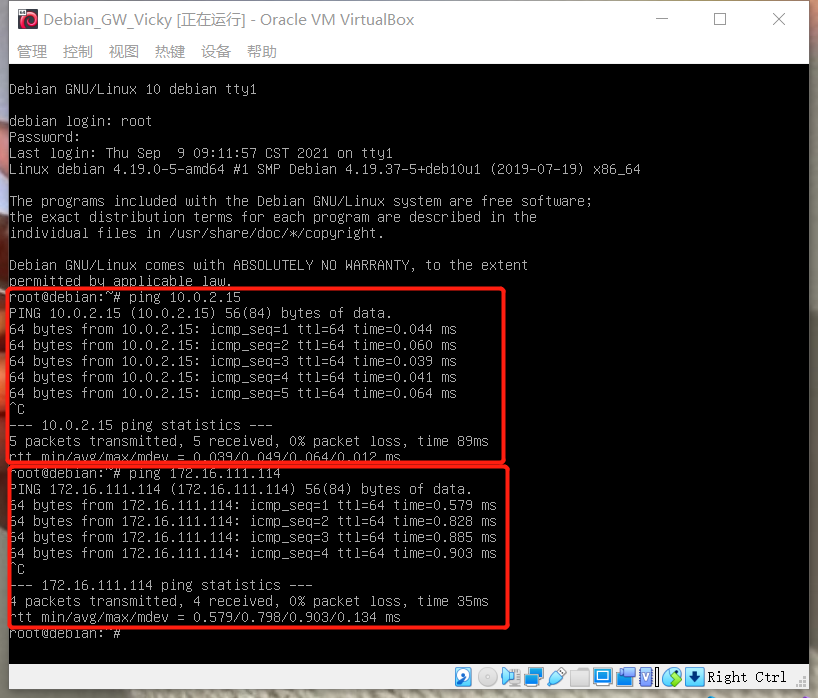 Debian_GW_Vicky [正在运行] - Oracle VM VirtualBox
管理 控制 视图 热键 设备 帮助
Debian GNU/Linux 10 debian tty1
debian login: root
Password:
Last login: Thu Sep  9 09:11:57 CST 2021 on tty1
Linux debian 4.19.0-5-amd64 #1 SMP Debian 4.19.37-5+deb10u1 (2019-07-19) x86_64
The programs included with the Debian GNU/Linux system are free software;
the exact distribution terms for each program are described in the
individual files in /usr/share/doc/*/copyright.
Debian GNU/Linux comes with ABSOLUTELY NO WARRANTY, to the extent
permitted by applicable law.
root@debian:~# ping 10.0.2.15
PING 10.0.2.15 (10.0.2.15) 56(84) bytes of data.
64 bytes from 10.0.2.15: icmp_seq=1 ttl=64 time=0.044 ms
64 bytes from 10.0.2.15: icmp_seq=2 ttl=64 time=0.060 ms
64 bytes from 10.0.2.15: icmp_seq=3 ttl=64 time=0.039 ms
64 bytes from 10.0.2.15: icmp_seq=4 ttl=64 time=0.041 ms
64 bytes from 10.0.2.15: icmp_seq=5 ttl=64 time=0.064 ms
^C
--- 10.0.2.15 ping statistics ---
5 packets transmitted, 5 received, 0% packet loss, time 89ms
rtt min/avg/max/mdev = 0.039/0.049/0.064/0.012 ms
root@debian:~# ping 172.16.111.114
PING 172.16.111.114 (172.16.111.114) 56(84) bytes of data.
64 bytes from 172.16.111.114: icmp_seq=1 ttl=64 time=0.579 ms
64 bytes from 172.16.111.114: icmp_seq=2 ttl=64 time=0.828 ms
64 bytes from 172.16.111.114: icmp_seq=3 ttl=64 time=0.885 ms
64 bytes from 172.16.111.114: icmp_seq=4 ttl=64 time=0.903 ms
^C
--- 172.16.111.114 ping statistics ---
4 packets transmitted, 4 received, 0% packet loss, time 35ms
rtt min/avg/max/mdev = 0.579/0.798/0.903/0.134 ms
root@debian:~#
Right Ctrl